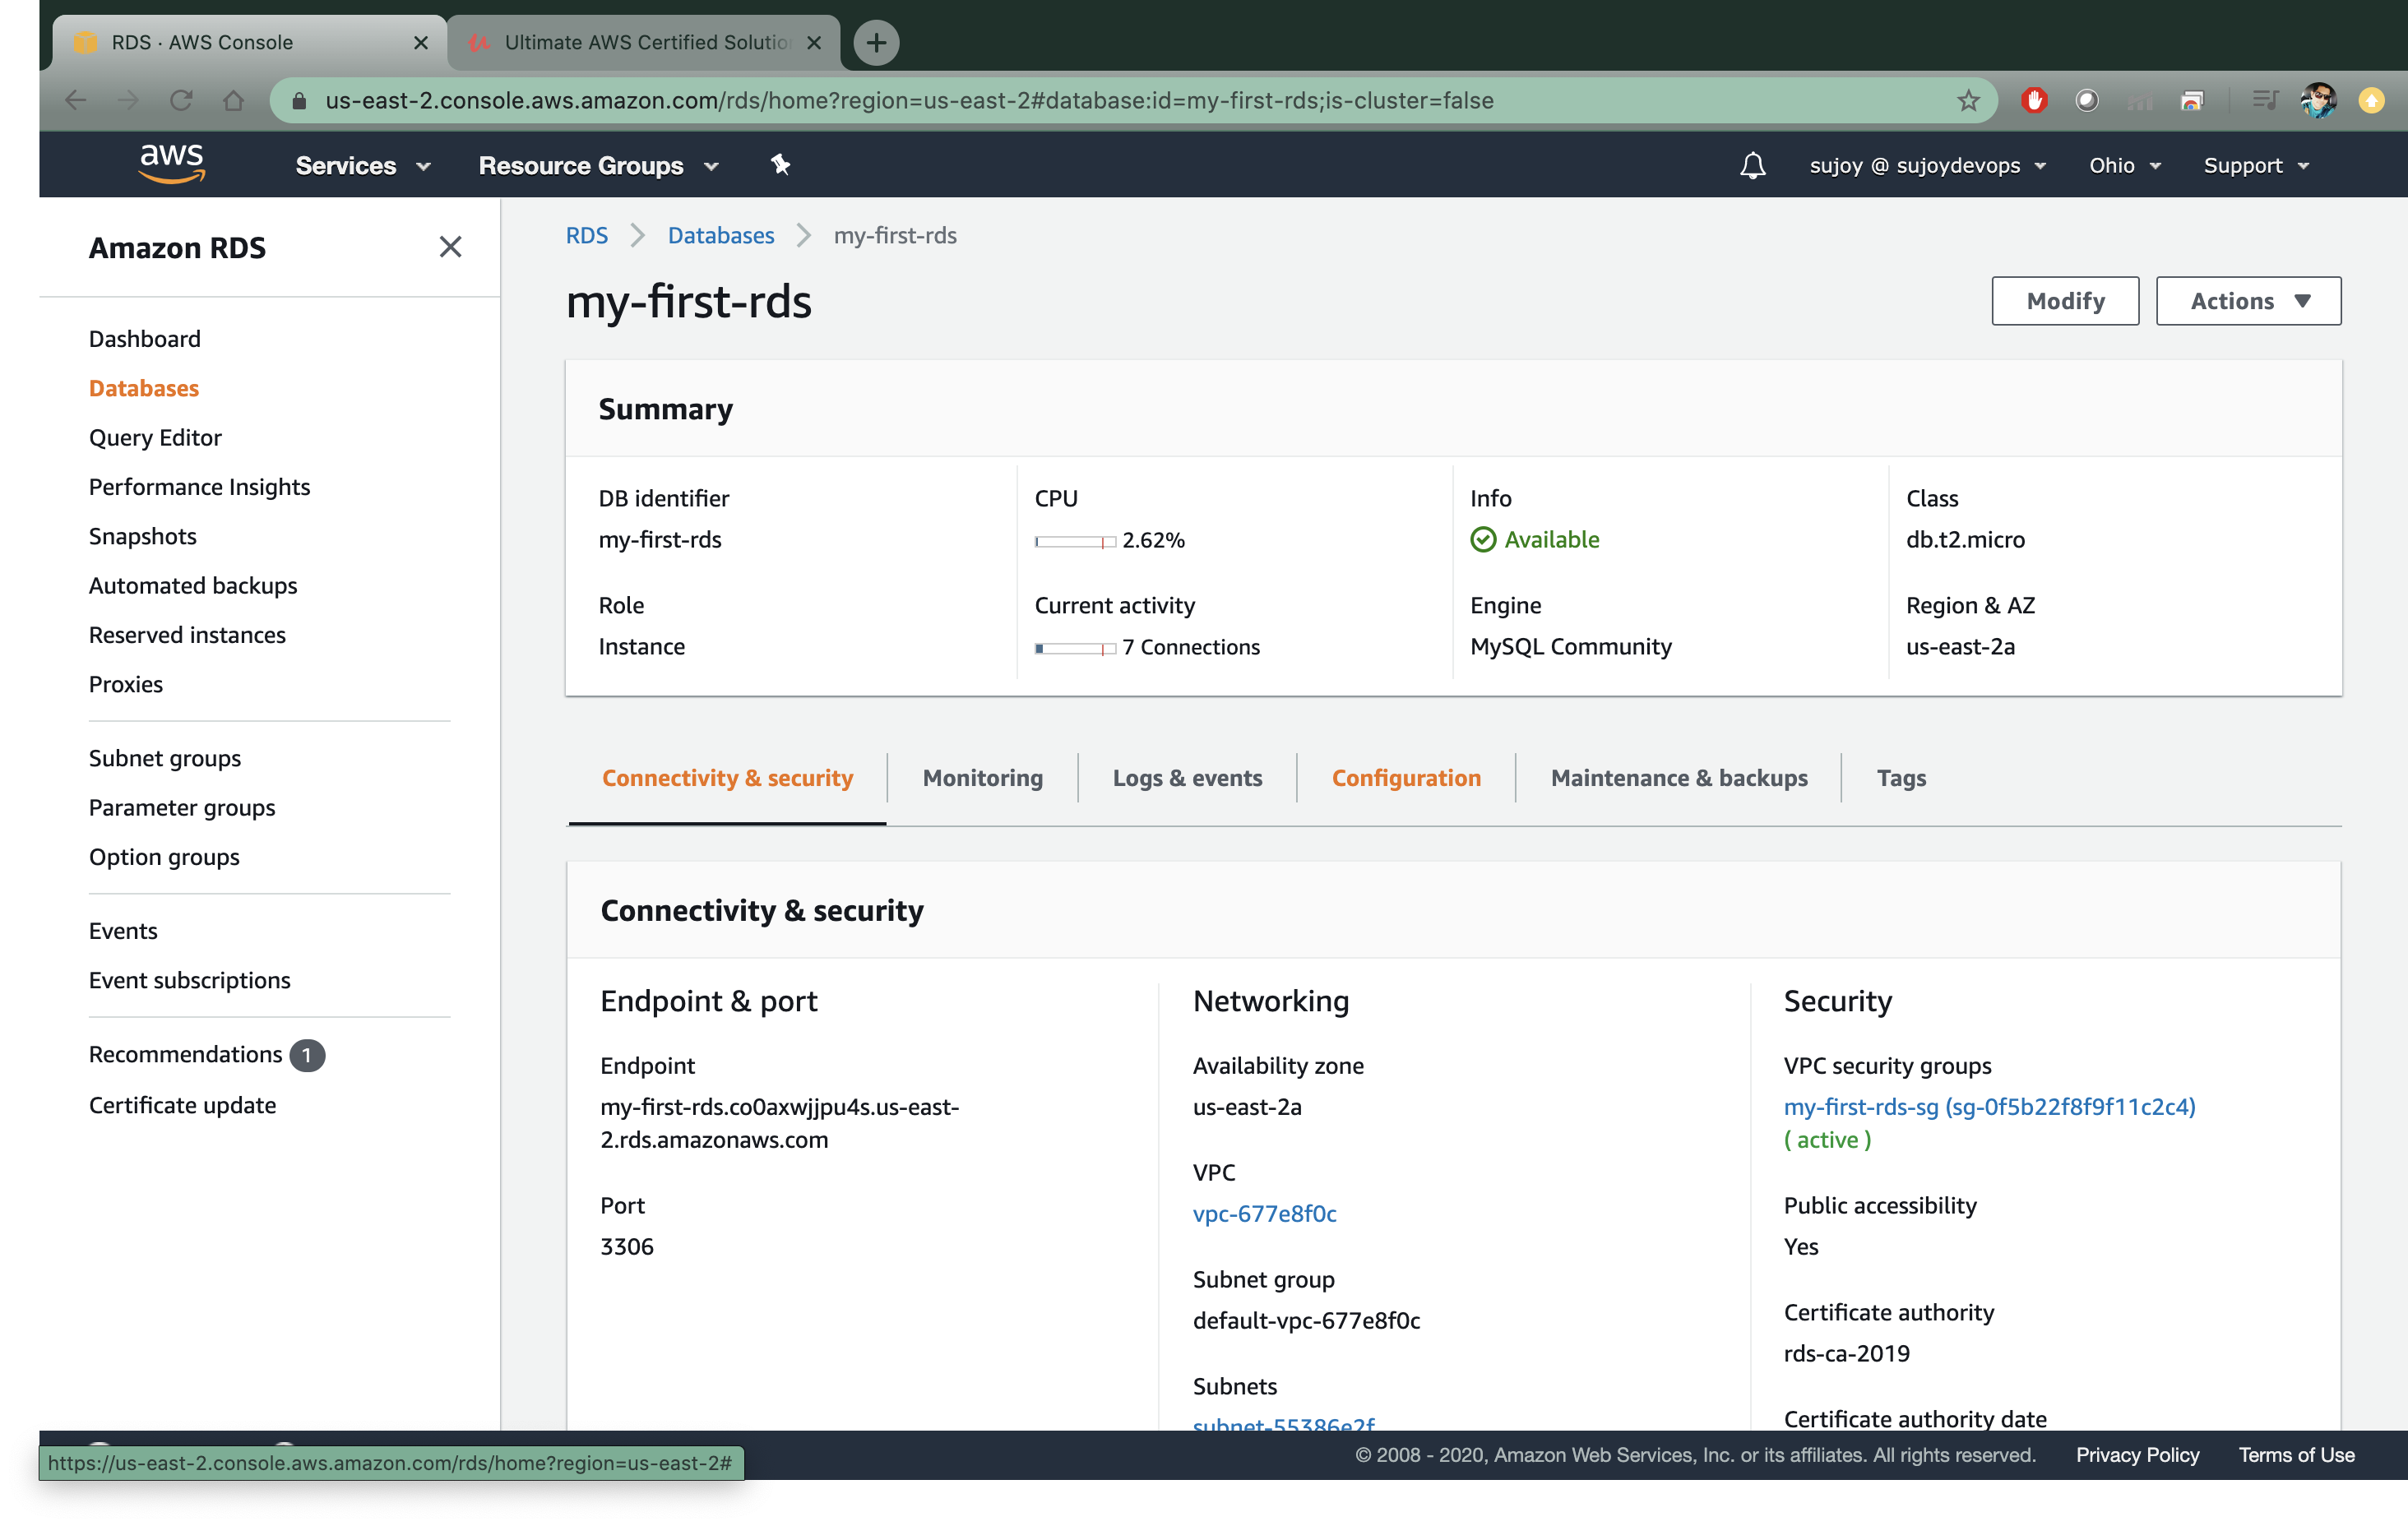 RDS · AWS Console
Ultimate AWS Certified Solutio
us-east-2.console.aws.amazon.com/rds/home?region=us-east-2#database:id=my-first-rds;is-cluster=false
aws
Services
Resource Groups
sujoy @ sujoydevops
Ohio
Support
Amazon RDS
Dashboard
Databases
Query Editor
Performance Insights
Snapshots
Automated backups
Reserved instances
Proxies
Subnet groups
Parameter groups
Option groups
Events
Event subscriptions
Recommendations 1
Certificate update
RDS
Databases
my-first-rds
my-first-rds
Modify
Actions
Summary
DB identifier
my-first-rds
CPU
2.62%
Info
Available
Class
db.t2.micro
Role
Instance
Current activity
7 Connections
Engine
MySQL Community
Region & AZ
us-east-2a
Connectivity & security
Monitoring
Logs & events
Configuration
Maintenance & backups
Tags
Connectivity & security
Endpoint & port
Endpoint
my-first-rds.co0axwjjpu4s.us-east-
2.rds.amazonaws.com
Port
3306
Networking
Availability zone
us-east-2a
VPC
vpc-677e8f0c
Subnet group
default-vpc-677e8f0c
Subnets
subnet-55386e2f
Security
VPC security groups
my-first-rds-sg (sg-0f5b22f8f9f11c2c4)
( active )
Public accessibility
Yes
Certificate authority
rds-ca-2019
Certificate authority date
https://us-east-2.console.aws.amazon.com/rds/home?region=us-east-2#
© 2008 - 2020, Amazon Web Services, Inc. or its affiliates. All rights reserved.
Privacy Policy
Terms of Use